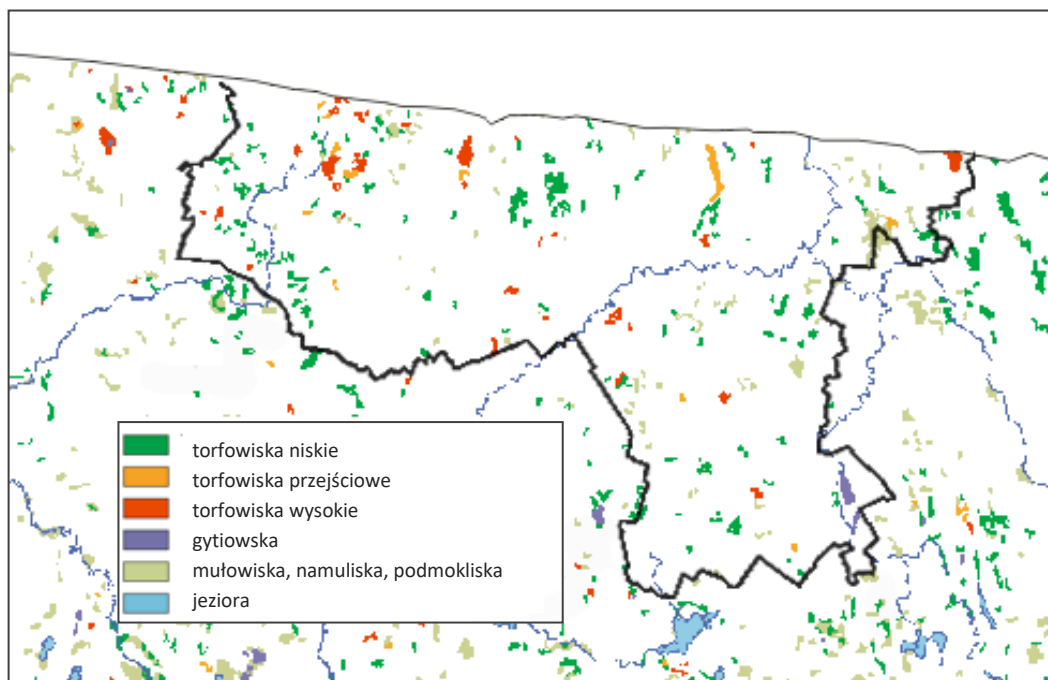 torfowiska niskie
torfowiska przejściowe
torfowiska wysokie
gytiowska
mułowiska, namuliska, podmokliska
jeziora